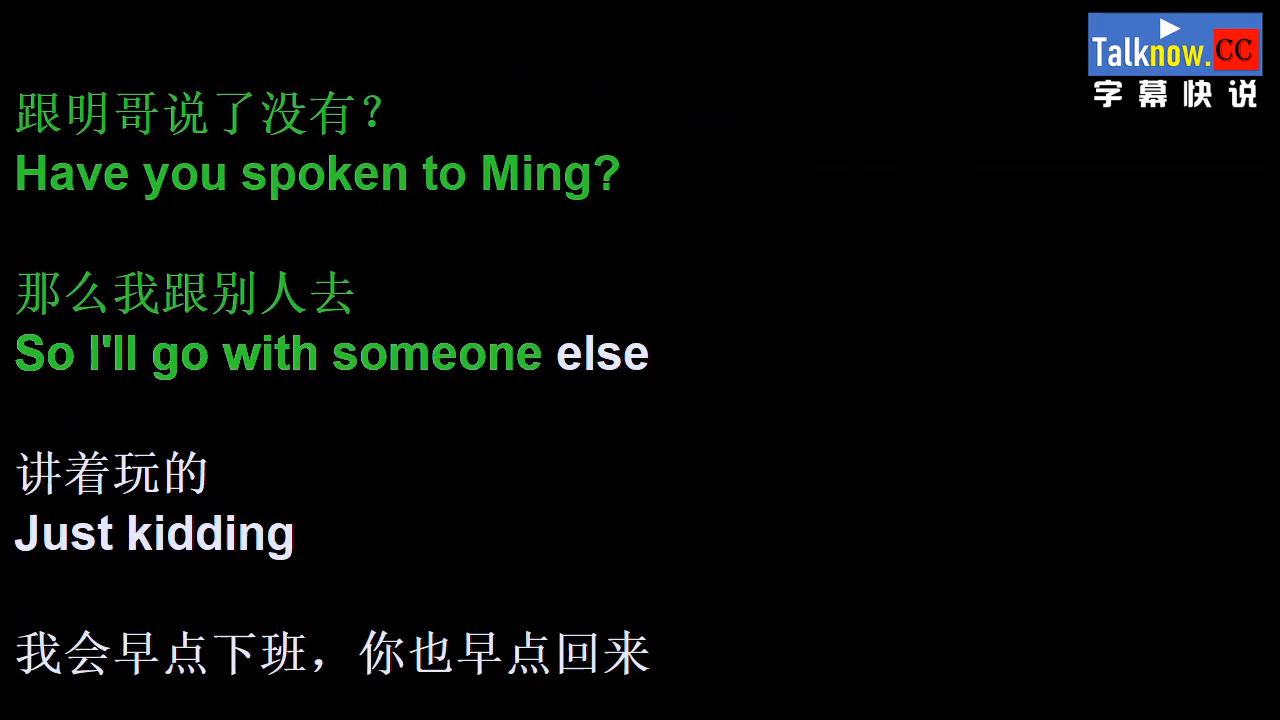 Talknow.CC
字幕快说
跟明哥说了没有？
Have you spoken to Ming?
那么我跟别人去
So I'll go with someone else
讲着玩的
Just kidding
我会早点下班，你也早点回来